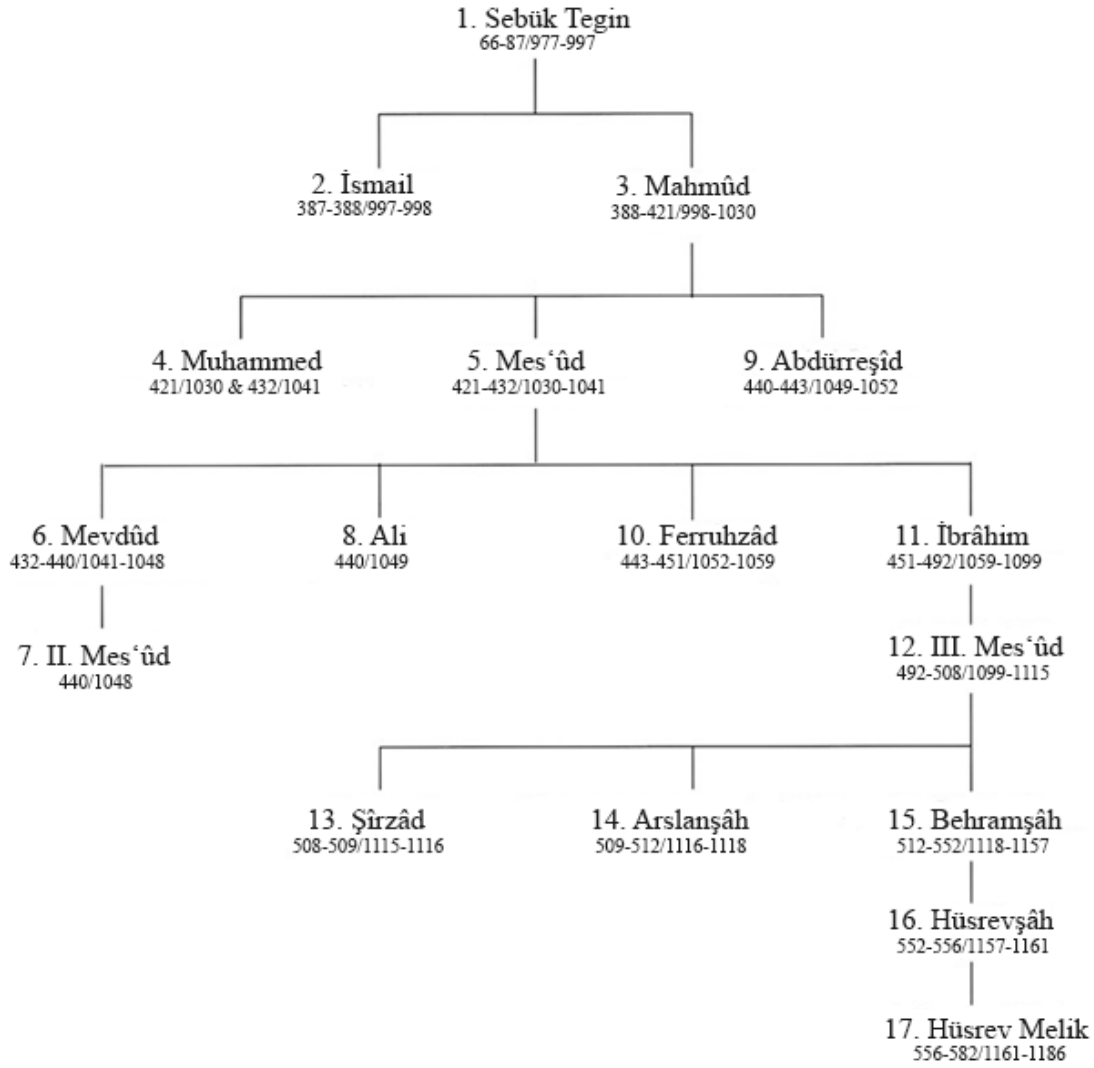 1. Sebük Tegin
66-87/977-997
2. İsmail
387-388/997-998
3. Mahmûd
388-421/998-1030
4. Muhammed
421/1030 & 432/1041
5. Mes‘ûd
421-432/1030-1041
9. Abdürreşîd
440-443/1049-1052
6. Mevdûd
432-440/1041-1048
8. Ali
440/1049
10. Ferruhzâd
443-451/1052-1059
11. İbrâhim
451-492/1059-1099
7. II. Mes‘ûd
440/1048
12. III. Mes‘ûd
492-508/1099-1115
13. Şîrzâd
508-509/1115-1116
14. Arslanşâh
509-512/1116-1118
15. Behramşâh
512-552/1118-1157
16. Hüsrevşâh
552-556/1157-1161
17. Hüsrev Melik
556-582/1161-1186